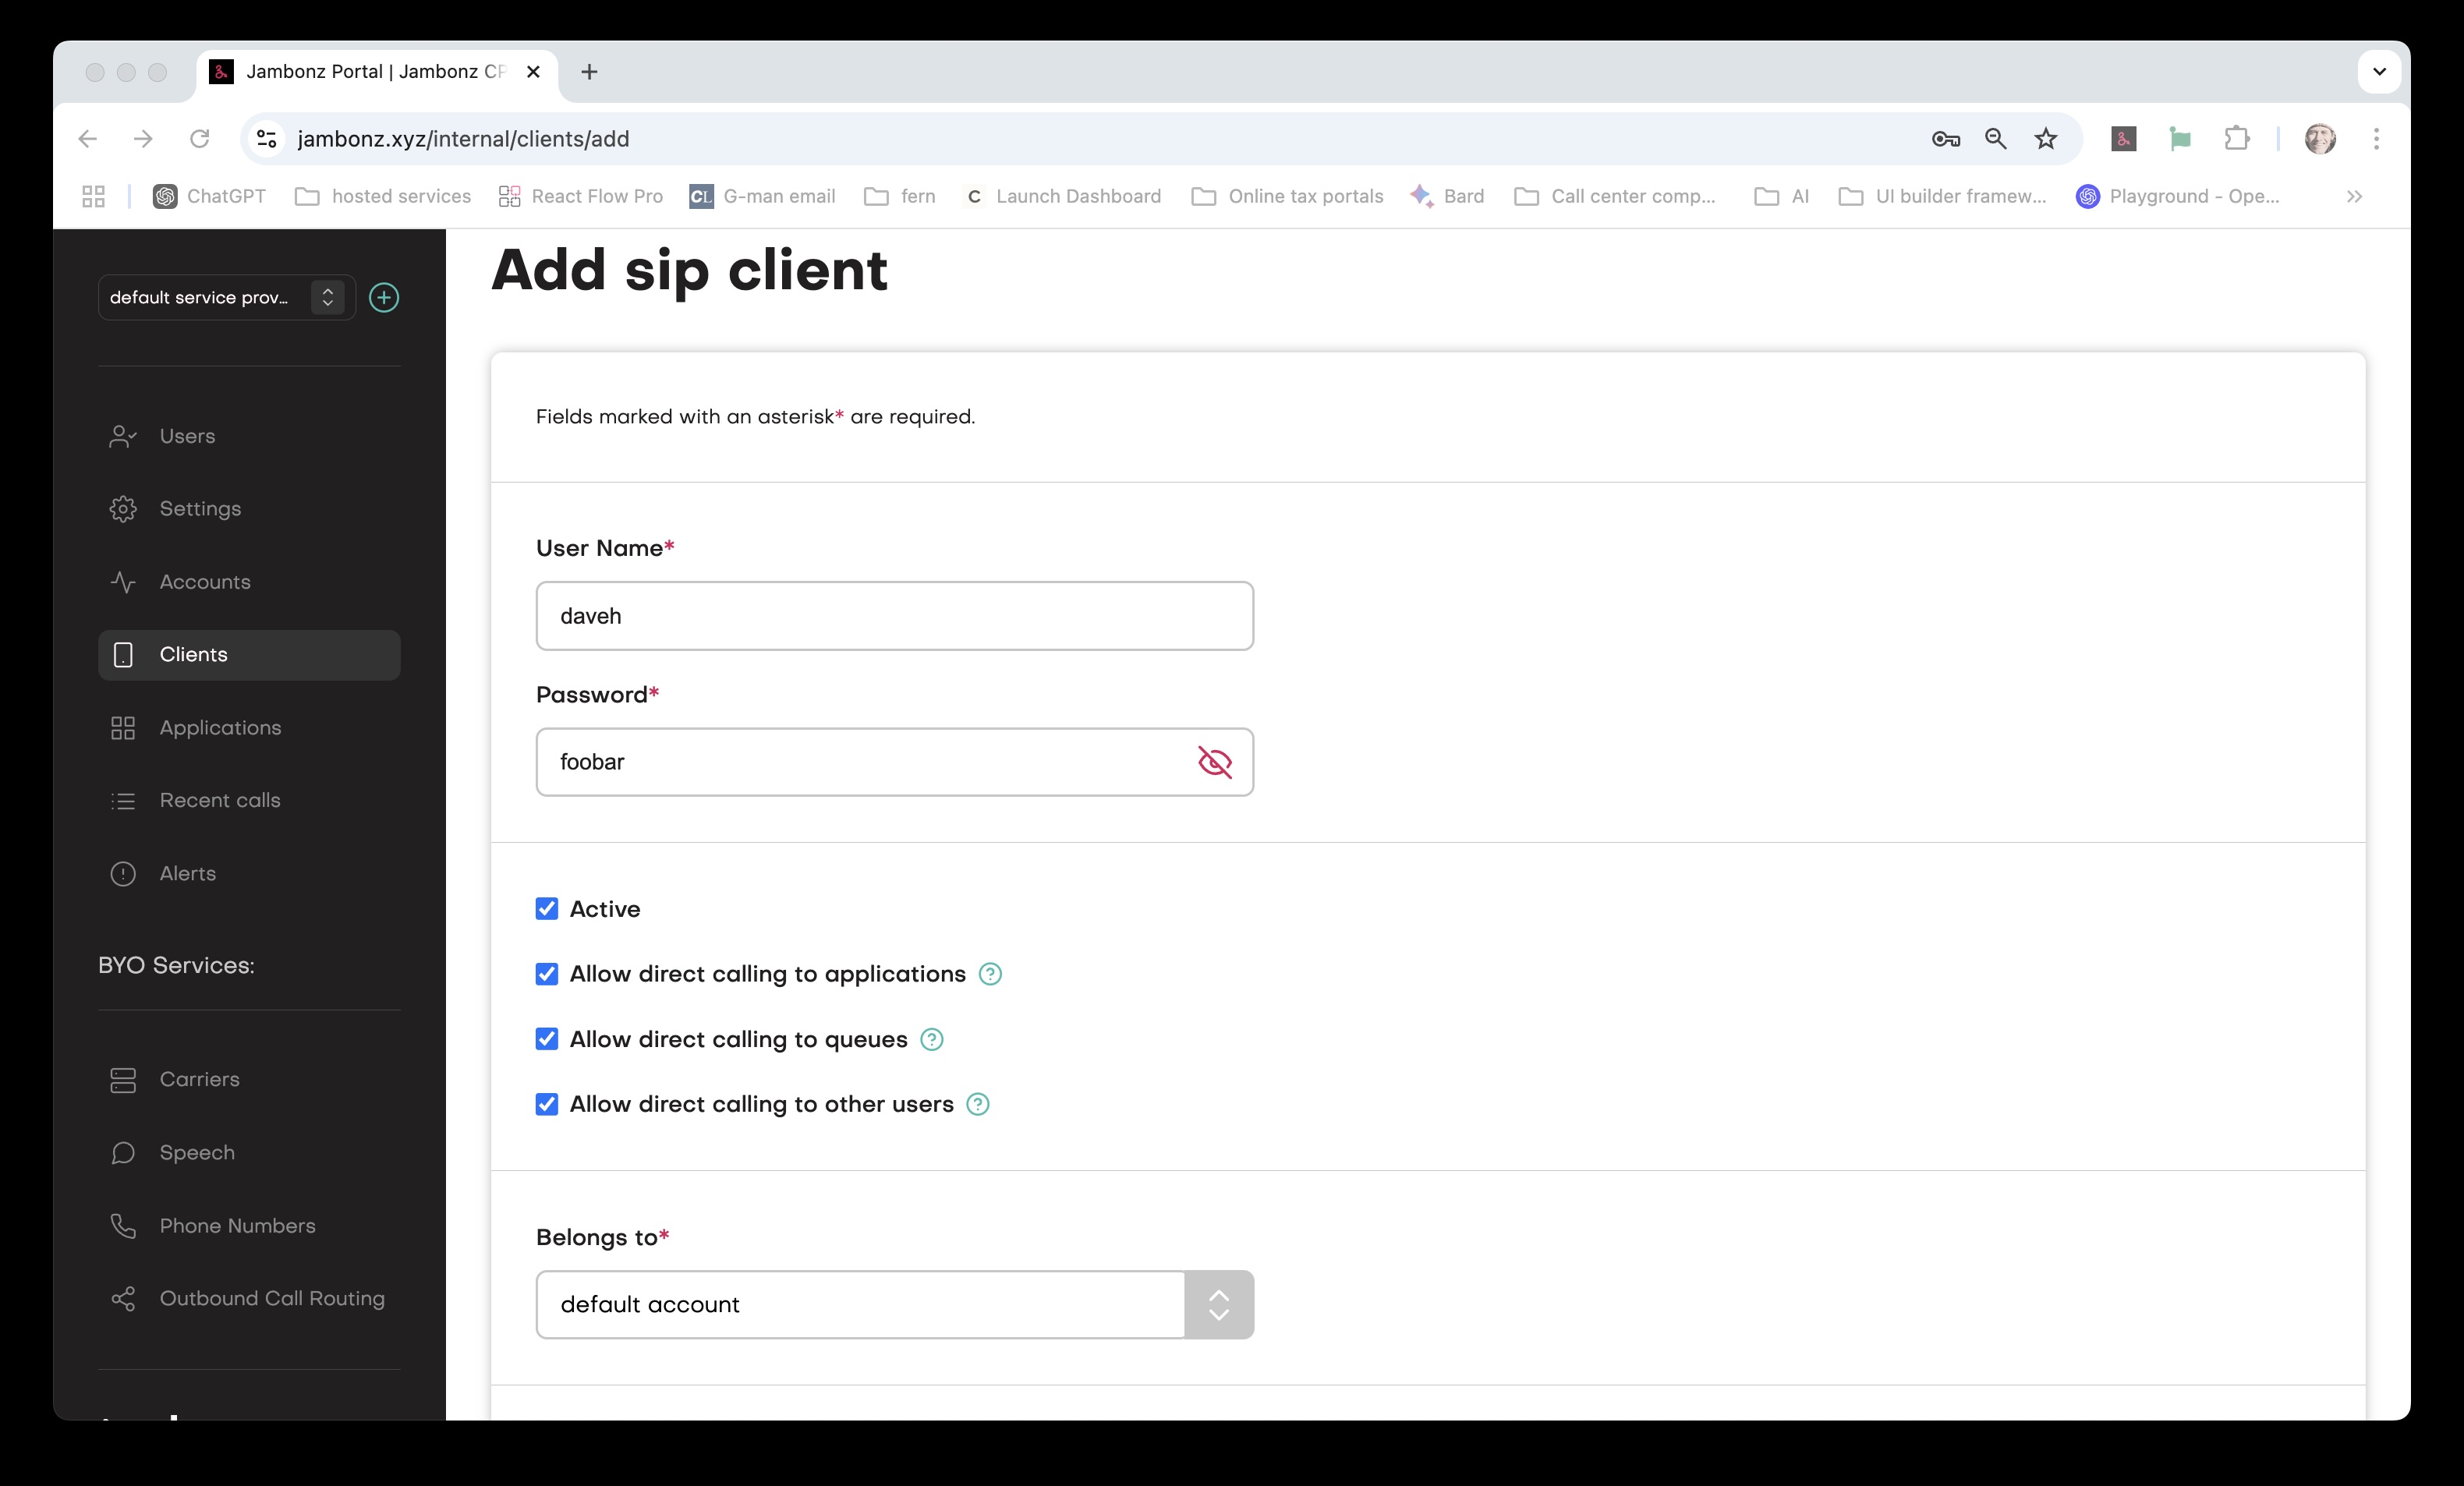 Jambonz Portal | Jambonz CP
jambonz.xyz/internal/clients/add
ChatGPT
hosted services
React Flow Pro
CL
G-man email
fern
C
Launch Dashboard
Online tax portals
Bard
Call center comp...
AI
UI builder framew...
Playground - Ope...
default service prov...
Users
Settings
Accounts
Clients
Applications
Recent calls
Alerts
BYO Services:
Carriers
Speech
Phone Numbers
Outbound Call Routing
Add sip client
Fields marked with an asterisk* are required.
User Name*
daveh
Password*
foobar
Active
Allow direct calling to applications ?
Allow direct calling to queues ?
Allow direct calling to other users ?
Belongs to*
default account